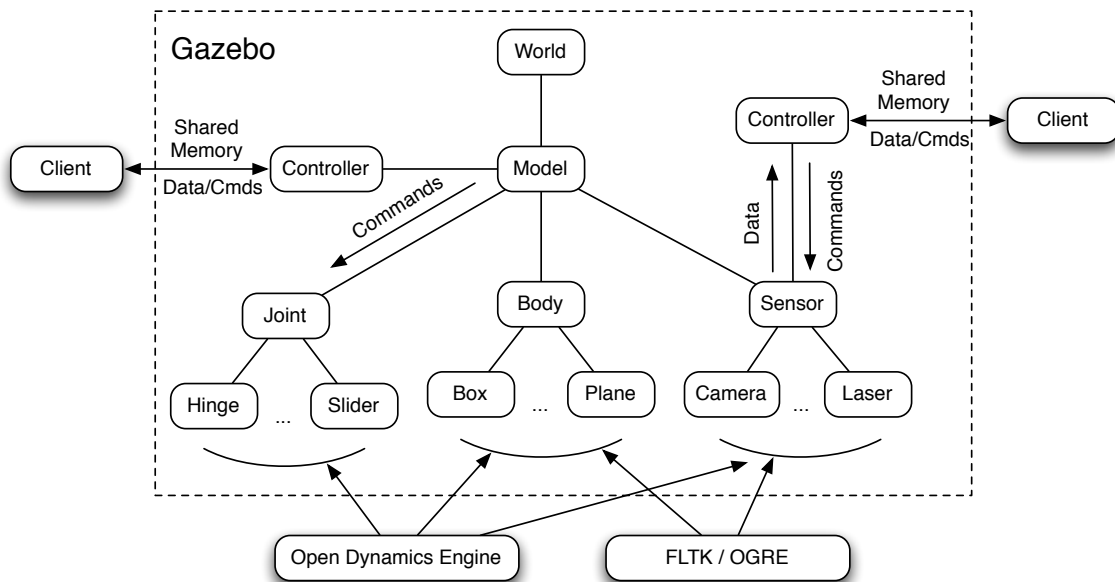 Gazebo
World
Shared
Memory
Data/Cmds
Client
Controller
Model
Controller
Shared
Memory
Data/Cmds
Client
Commands
Data
Commands
Joint
Body
Sensor
Hinge
...
Slider
Box
...
Plane
Camera
...
Laser
Open Dynamics Engine
FLTK / OGRE